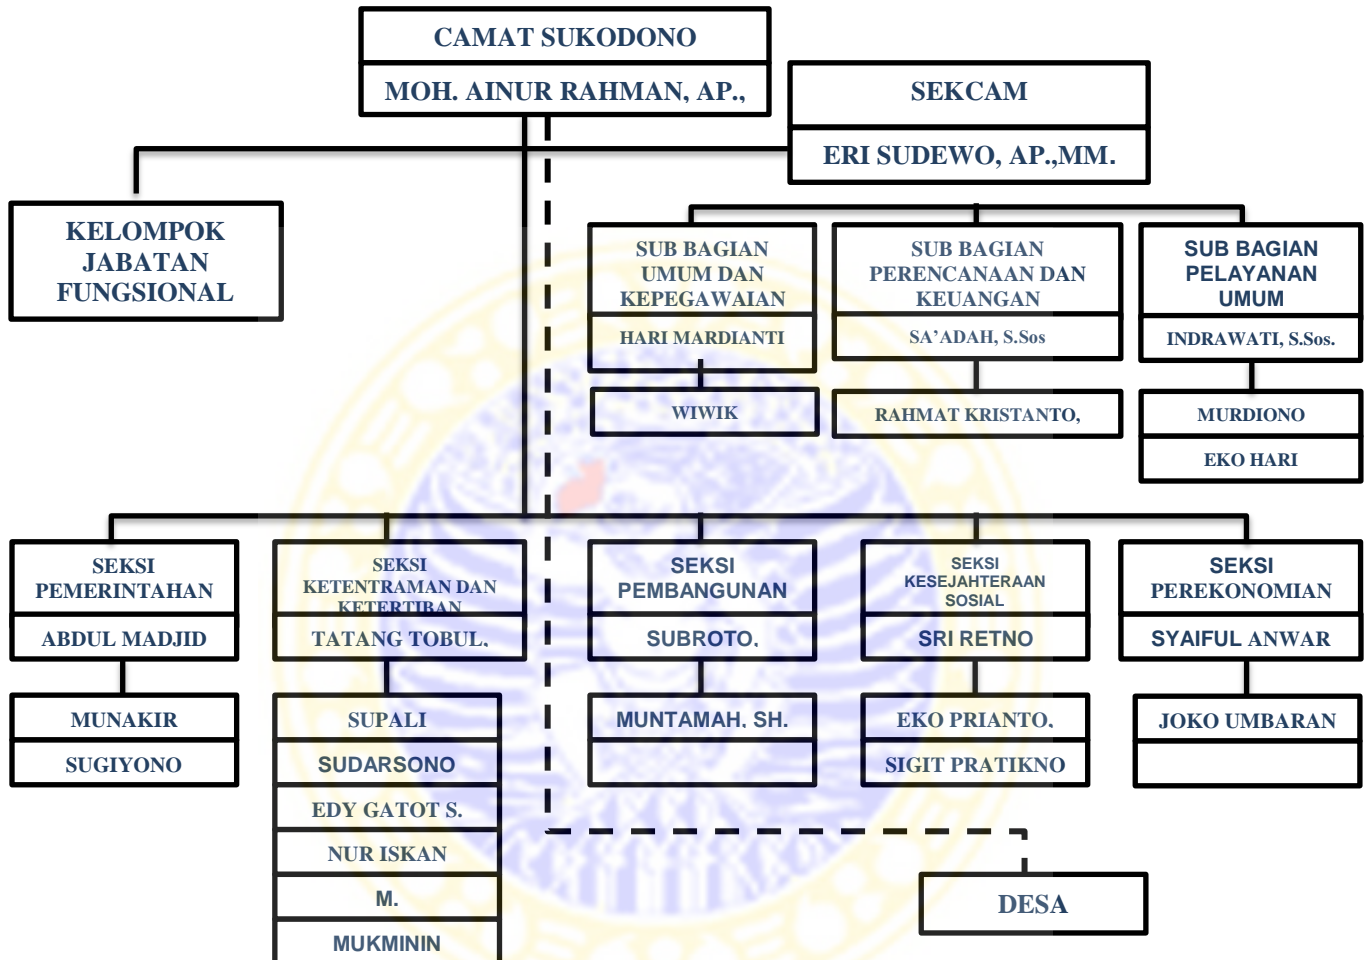 CAMAT SUKODONO
MOH. AINUR RAHMAN, AP.,
SEKCAM
ERI SUDEWO, AP.,MM.
KELOMPOK
JABATAN
FUNGSIONAL
SUB BAGIAN
UMUM DAN
KEPEGAWAIAN
HARI MARDIANTI
WIWIK
SUB BAGIAN
PERENCANAAN DAN
KEUANGAN
SA’ADAH, S.Sos
RAHMAT KRISTANTO,
SUB BAGIAN
PELAYANAN
UMUM
INDRAWATI, S.Sos.
MURDIONO
EKO HARI
SEKSI
PEMERINTAHAN
ABDUL MADJID
MUNAKIR
SUGIYONO
SEKSI
KETENTRAMAN DAN
KETERTIBAN
TATANG TOBUL,
SUPALI
SUDARSONO
EDY GATOT S.
NUR ISKAN
M.
MUKMININ
SEKSI
PEMBANGUNAN
SUBROTO,
MUNTAMAH, SH.
SEKSI
KESEJAHTERAAN
SOSIAL
SRI RETNO
EKO PRIANTO,
SIGIT PRATIKNO
SEKSI
PEREKONOMIAN
SYAIFUL ANWAR
JOKO UMBARAN
DESA